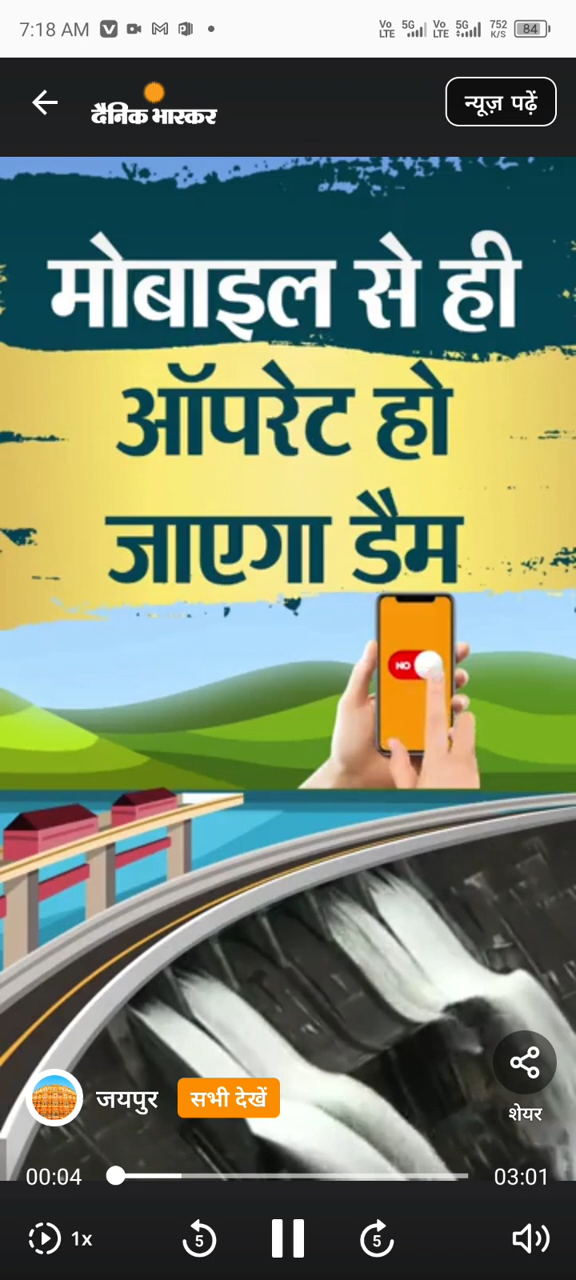 7:18 AM
Vo LTE 5G Vo LTE 5G 752 K/S 84
दैनिक भास्कर
न्यूज़ पढ़ें
मोबाइल से ही
ऑपरेट हो
जाएगा डैम
NO
जयपुर
सभी देखें
शेयर
00:04
03:01
1x
5
5